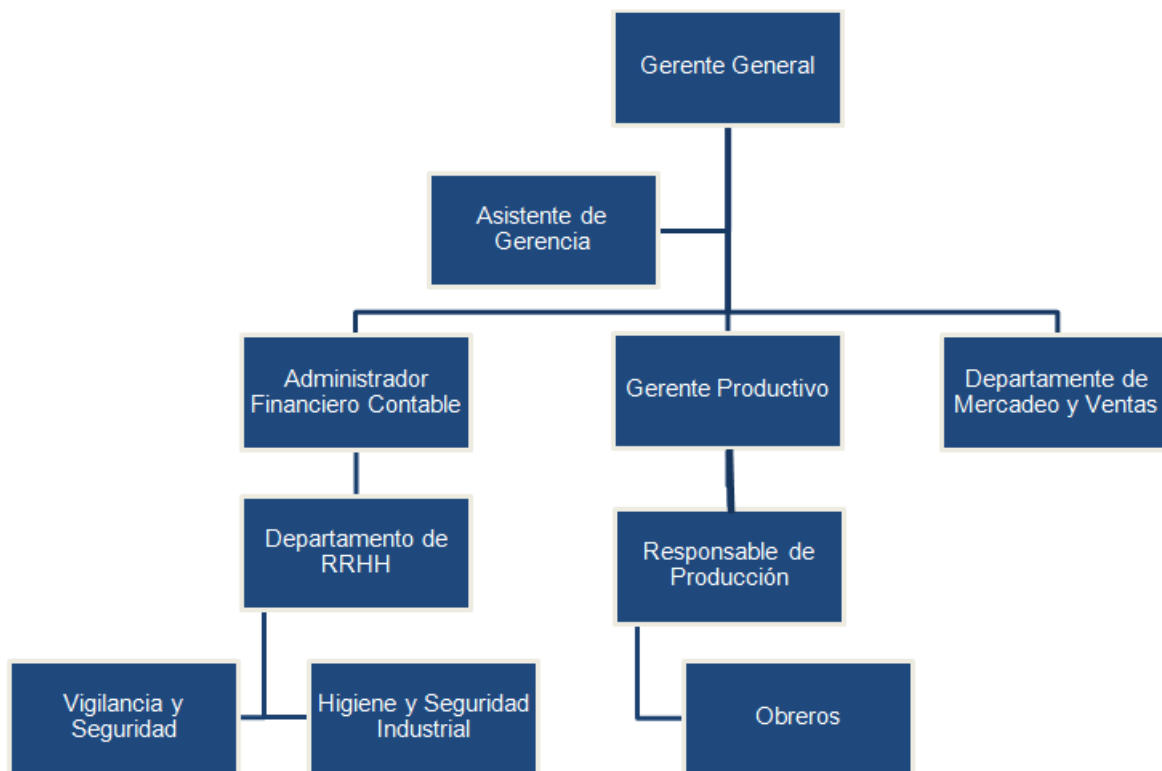 Gerente General
Asistente de
Gerencia
Administrador
Financiero Contable
Gerente Productivo
Departamente de
Mercadeo y Ventas
Departamento de
RRHH
Responsable de
Producción
Vigilancia y
Seguridad
Higiene y Seguridad
Industrial
Obreros